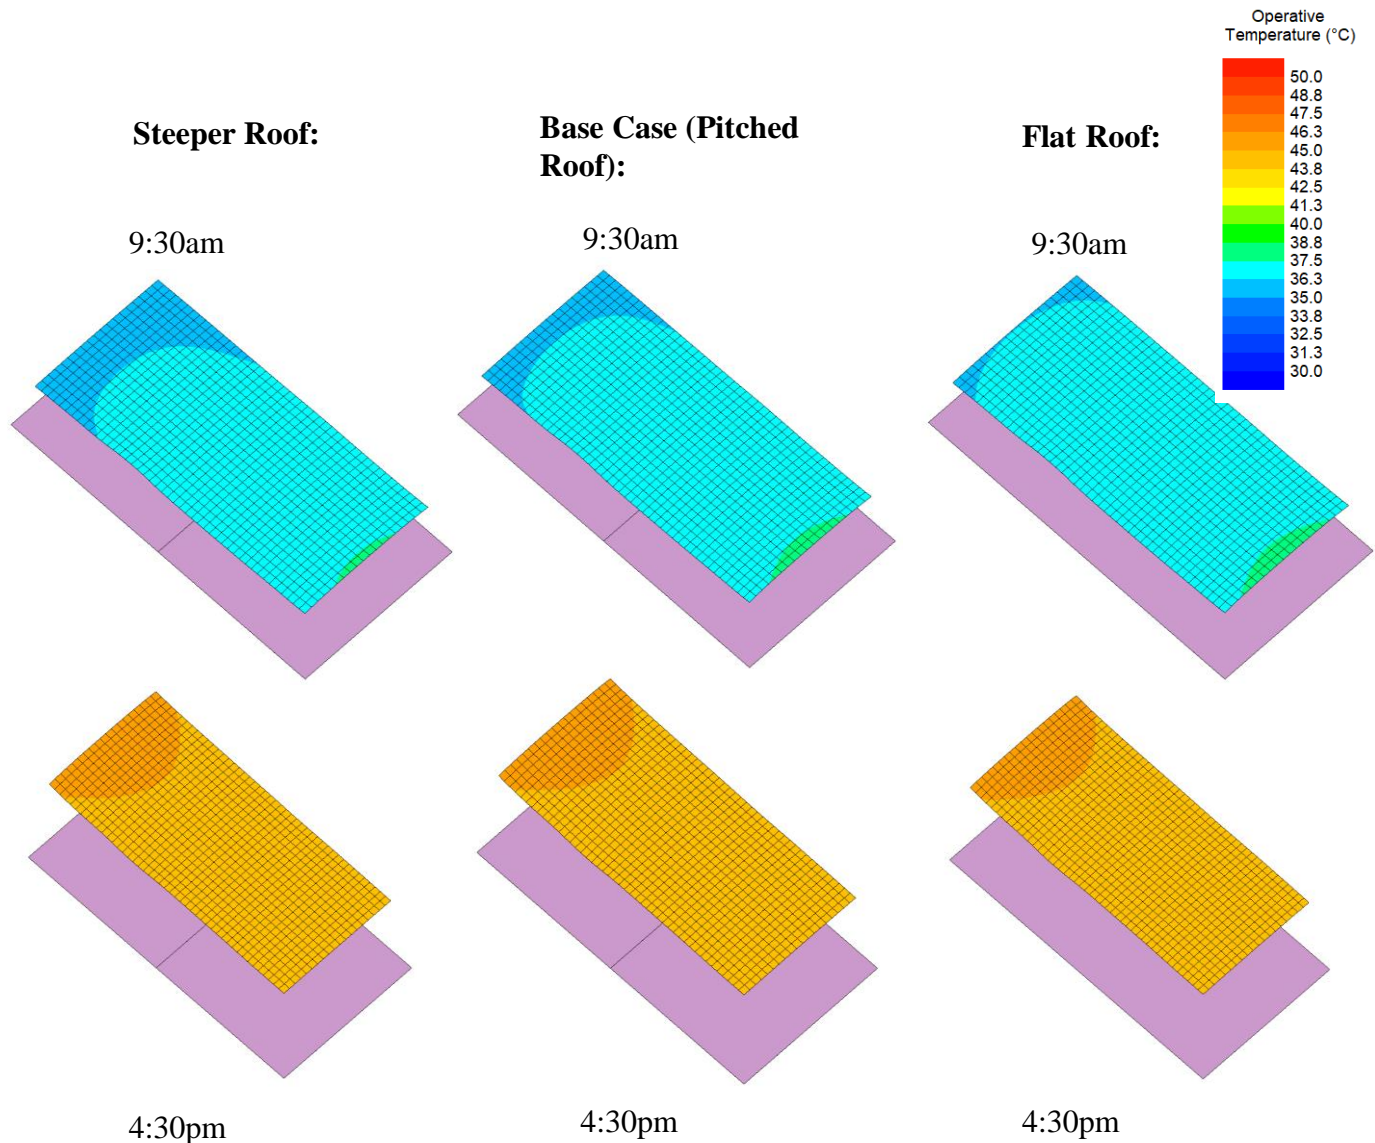 Operative
Temperature (°C)
50.0
48.8
47.5
46.3
45.0
43.8
42.5
41.3
40.0
38.8
37.5
36.3
35.0
33.8
32.5
31.3
30.0
Steeper Roof:
Base Case (Pitched
Roof):
Flat Roof:
9:30am
9:30am
9:30am
4:30pm
4:30pm
4:30pm